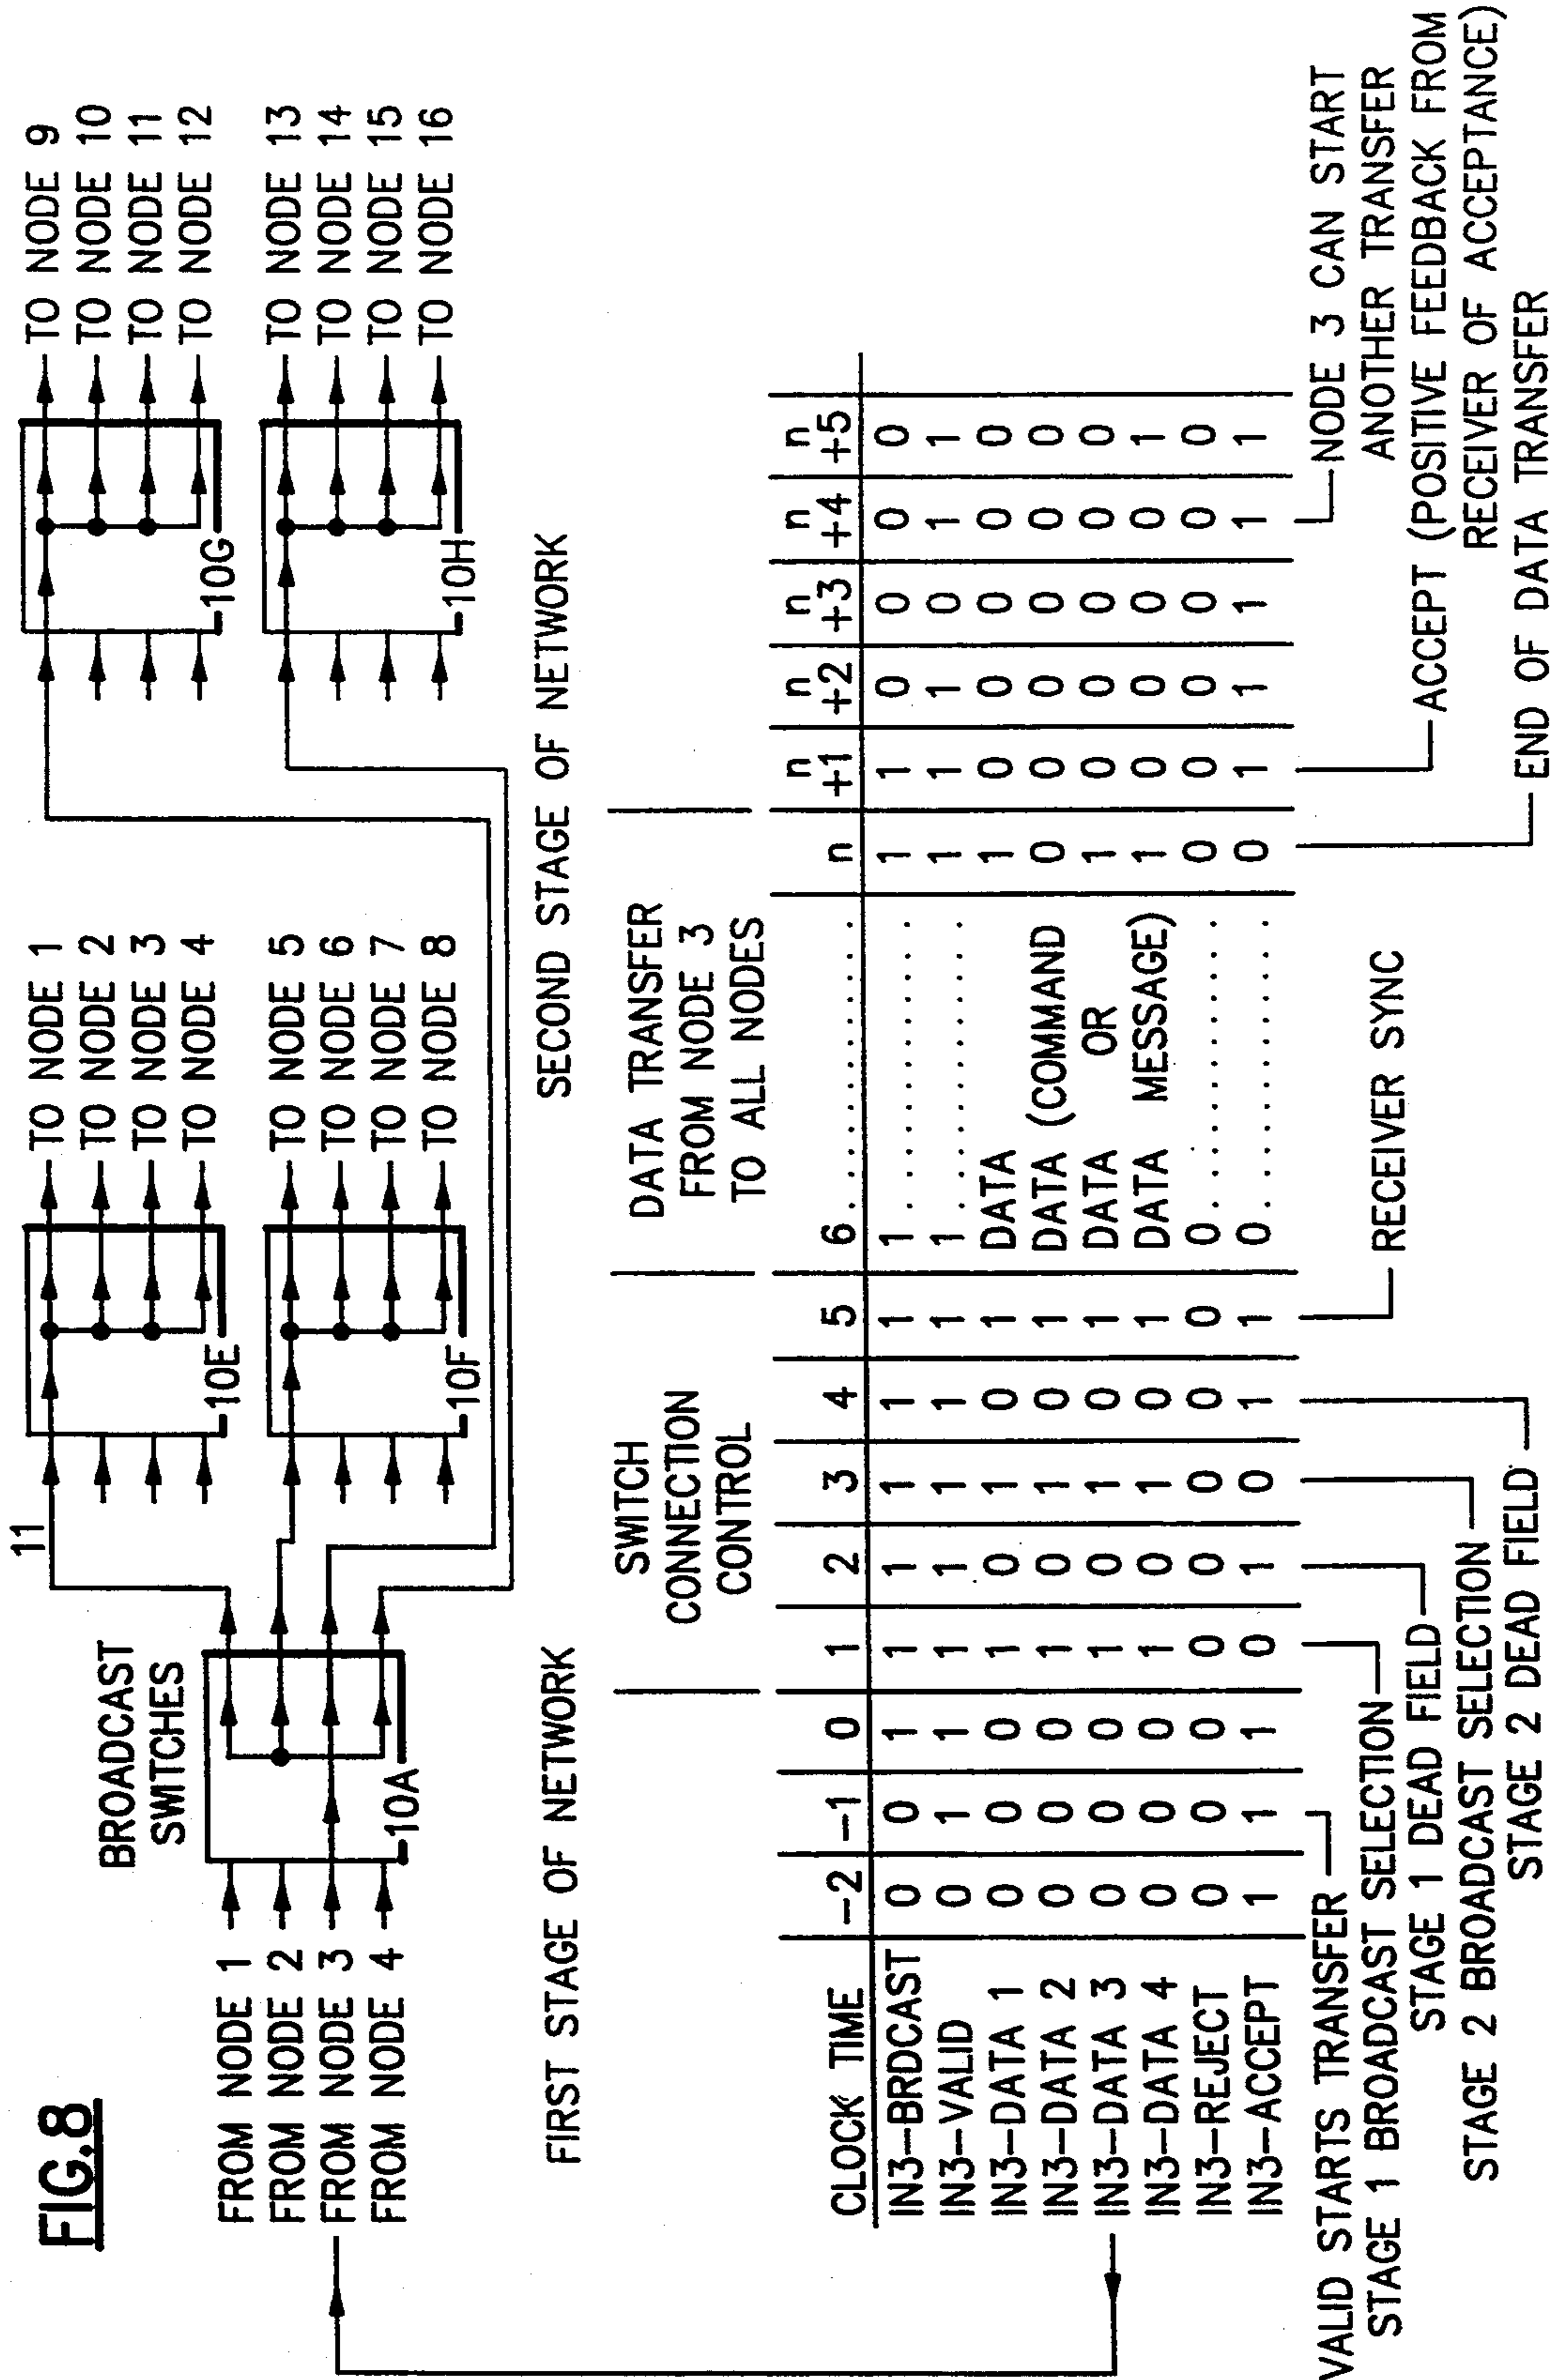 FIG.8
BROADCAST
SWITCHES
11
FROM NODE 1
FROM NODE 2
FROM NODE 3
FROM NODE 4
10A
10E
TO NODE 1
TO NODE 2
TO NODE 3
TO NODE 4
10F
TO NODE 5
TO NODE 6
TO NODE 7
TO NODE 8
10G
TO NODE 9
TO NODE 10
TO NODE 11
TO NODE 12
10H
TO NODE 13
TO NODE 14
TO NODE 15
TO NODE 16
FIRST STAGE OF NETWORK
SECOND STAGE OF NETWORK
SWITCH
CONNECTION
CONTROL
DATA TRANSFER
FROM NODE 3
TO ALL NODES
CLOCK TIME -2 -1 0 1 2 3 4 5 6 ........ n n+1 n+2 n+3 n+4 n+5
IN3-BRDCAST 0 0 1 1 1 1 1 1 1 ........ 1 1 0 0 0 0
IN3-VALID 0 1 1 1 1 1 1 1 1 ........ 1 1 1 0 1 1
IN3-DATA 1 0 0 0 1 0 1 0 1 DATA 1 0 0 0 0 0
IN3-DATA 2 0 0 0 1 0 1 0 1 DATA (COMMAND 0 0 0 0 0 0
IN3-DATA 3 0 0 0 1 0 1 0 1 DATA OR 1 0 0 0 0 0
IN3-DATA 4 0 0 0 1 0 1 0 1 DATA MESSAGE) 1 0 0 0 0 1
IN3-REJECT 0 0 0 0 0 0 0 0 0 ........ 0 0 0 0 0 0
IN3-ACCEPT 1 1 1 0 1 0 1 1 0 ........ 0 1 1 1 1 1
VALID STARTS TRANSFER
STAGE 1 BROADCAST SELECTION
STAGE 1 DEAD FIELD
STAGE 2 BROADCAST SELECTION
STAGE 2 DEAD FIELD
RECEIVER SYNC
NODE 3 CAN START
ANOTHER TRANSFER
ACCEPT (POSITIVE FEEDBACK FROM
RECEIVER OF ACCEPTANCE)
END OF DATA TRANSFER